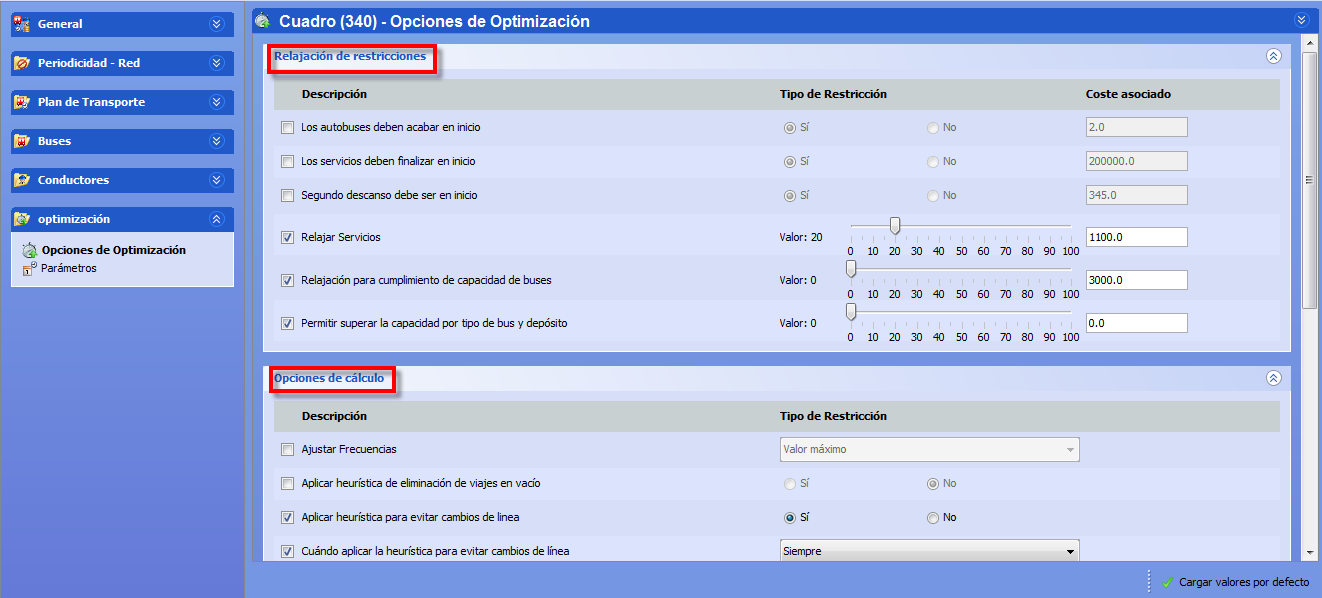 General
Periodicidad - Red
Plan de Transporte
Buses
Conductores
optimización
Opciones de Optimización
Parámetros
Cuadro (340) - Opciones de Optimización
Relajación de restricciones
Descripción Tipo de Restricción Coste asociado
Los autobuses deben acabar en inicio Sí No 2.0
Los servicios deben finalizar en inicio Sí No 200000.0
Segundo descanso debe ser en inicio Sí No 345.0
Relajar Servicios Valor: 20 1100.0
0 10 20 30 40 50 60 70 80 90 100
Relajación para cumplimiento de capacidad de buses Valor: 0 3000.0
0 10 20 30 40 50 60 70 80 90 100
Permitir superar la capacidad por tipo de bus y depósito Valor: 0 0.0
0 10 20 30 40 50 60 70 80 90 100
Opciones de cálculo
Descripción Tipo de Restricción
Ajustar Frecuencias Valor máximo
Aplicar heurística de eliminación de viajes en vacío Sí No
Aplicar heurística para evitar cambios de linea Sí No
Cuándo aplicar la heurística para evitar cambios de línea Siempre
Cargar valores por defecto